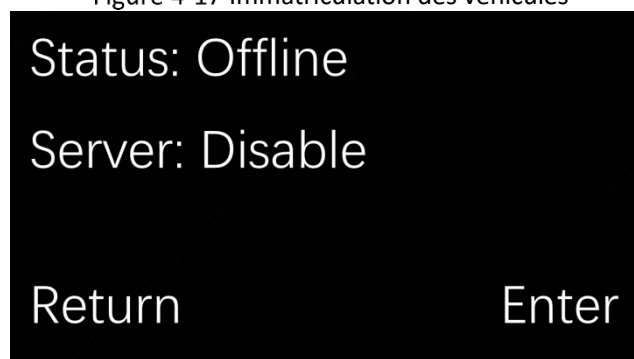 Figure 4-17 Immatriculation des véhicules
Status: Offline
Server: Disable
Return Enter